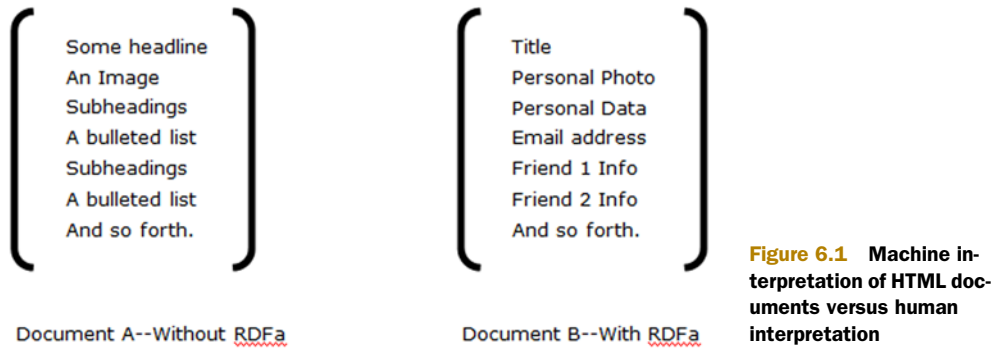 Some headline
An Image
Subheadings
A bulleted list
Subheadings
A bulleted list
And so forth.
Document A--Without RDFa
Title
Personal Photo
Personal Data
Email address
Friend 1 Info
Friend 2 Info
And so forth.
Document B--With RDFa
Figure 6.1 Machine in-
terpretation of HTML doc-
uments versus human
interpretation